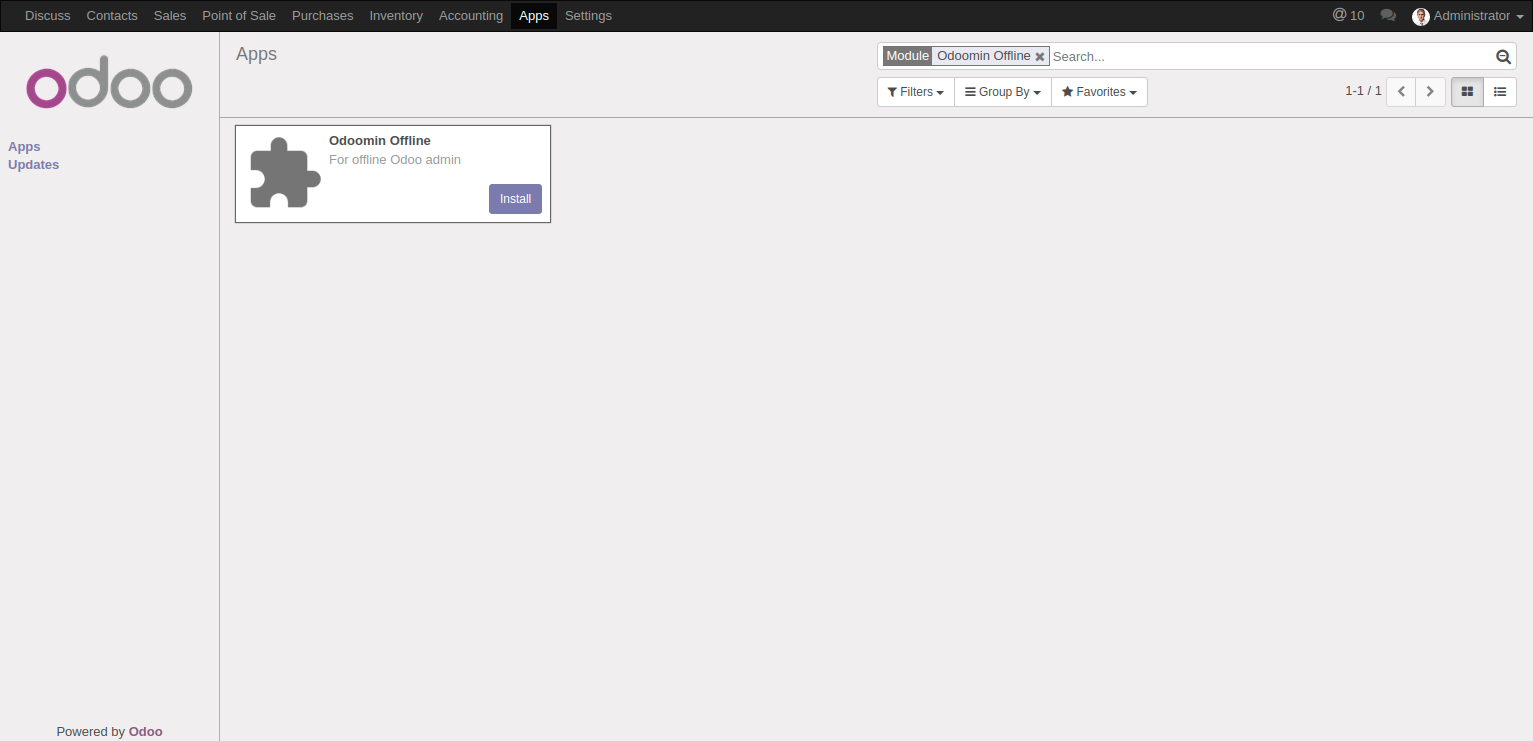 Discuss Contacts Sales Point of Sale Purchases Inventory Accounting Apps Settings @ 10 Administrator
odoo
Apps
Updates
Apps
Module Odoomin Offline Search...
Filters Group By Favorites 1-1 / 1
Odoomin Offline
For offline Odoo admin
Install
Powered by Odoo